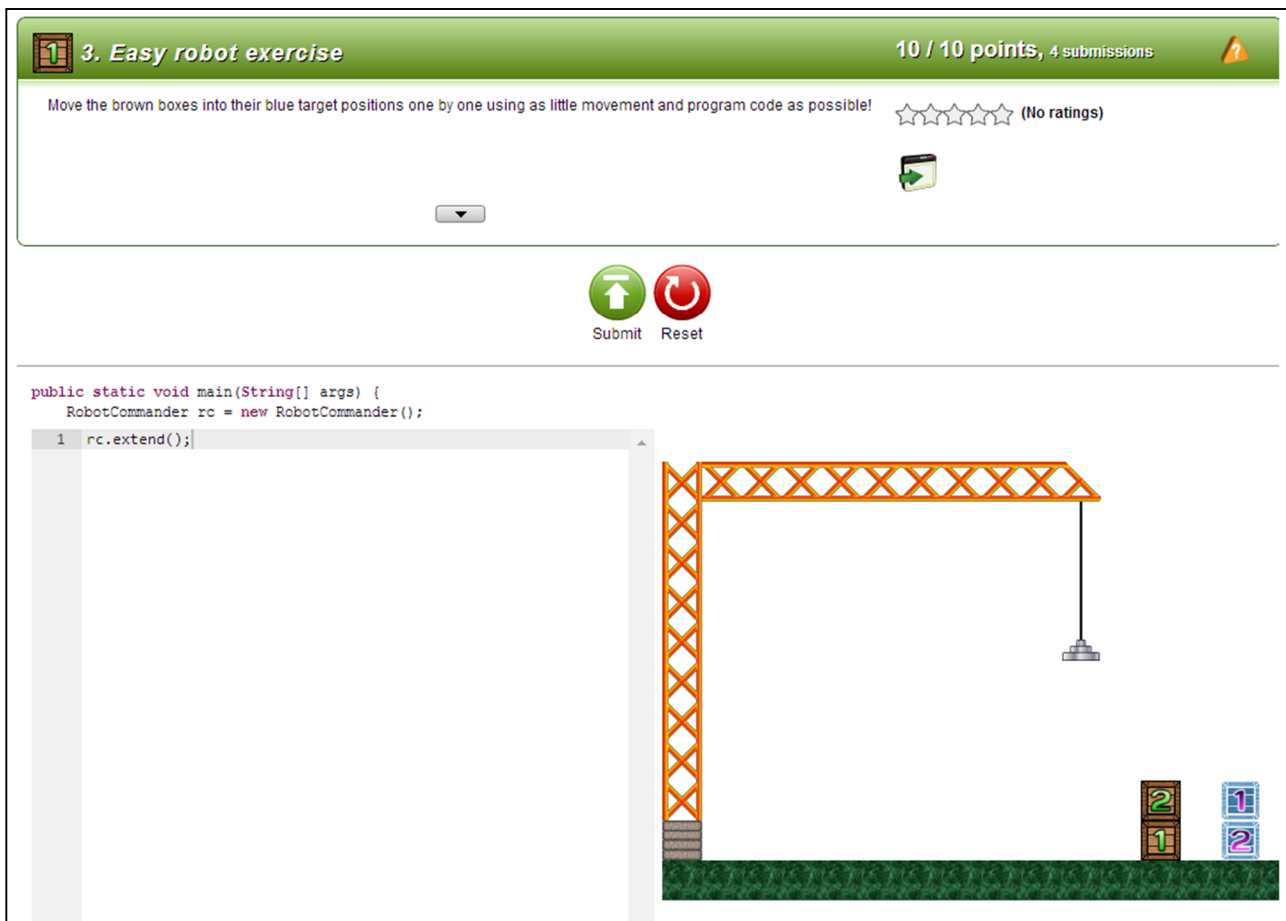 1 3. Easy robot exercise
10 / 10 points, 4 submissions
?
Move the brown boxes into their blue target positions one by one using as little movement and program code as possible!
(No ratings)
Submit Reset
public static void main(String[] args) {
RobotCommander rc = new RobotCommander();
1 rc.extend();
2 1
1 2